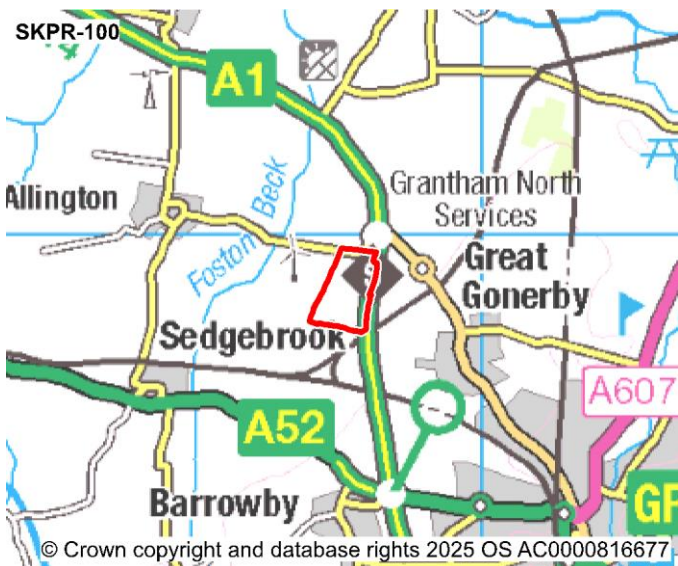 SKPR-100
A1
Allington
Foston Beck
Grantham North
Services
Great
Gonerby
Sedgebrook
A607
A52
Barrowby
© Crown copyright and database rights 2025 OS AC0000816677